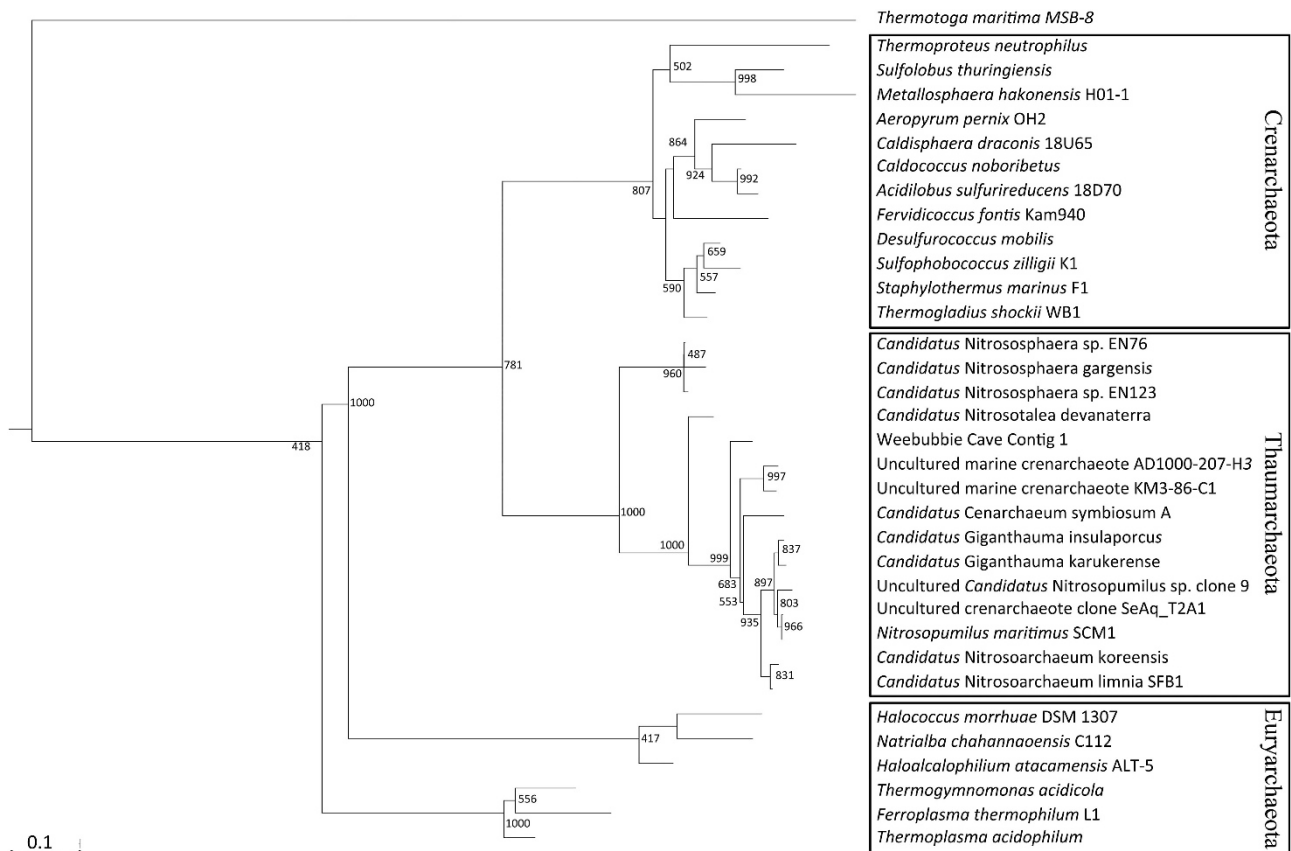 Thermotoga maritima MSB-8
Thermoproteus neutrophilus
502
Sulfolobus thuringiensis
998
Metallosphaera hakonensis H01-1
Aeropyrum pernix OH2
864
Caldisphaera draconis 18U65
Caldococcus noboribetus
924
992
807
Acidilobus sulfurireducens 18D70
Fervidicoccus fontis Kam940
Desulfurococcus mobilis
659
Sulfophobococcus zilligii K1
557
590
Staphylothermus marinus F1
Thermogladius shockii WB1
Crenarchaeota
Candidatus Nitrososphaera sp. EN76
487
781
960
Candidatus Nitrososphaera gargensis
Candidatus Nitrososphaera sp. EN123
1000
Candidatus Nitrosotalea devanaterra
418
Weebubbie Cave Contig 1
Uncultured marine crenarchaeote AD1000-207-H3
997
Uncultured marine crenarchaeote KM3-86-C1
1000
Candidatus Cenarchaeum symbiosum A
Candidatus Giganthauma insulaporcus
1000
837
999
Candidatus Giganthauma karukerense
683
897
Uncultured Candidatus Nitrosopumilus sp. clone 9
553
803
Uncultured crenarchaeote clone SeAq_T2A1
935
966
Nitrosopumilus maritimus SCM1
Candidatus Nitrosoarchaeum koreensis
831
Candidatus Nitrosoarchaeum limnia SFB1
Thaumarchaeota
Halococcus morrhuae DSM 1307
417
Natrialba chahannaoensis C112
Haloalcalophilium atacamensis ALT-5
Thermogymnomonas acidicola
556
Ferroplasma thermophilum L1
1000
Thermoplasma acidophilum
Euryarchaeota
0.1